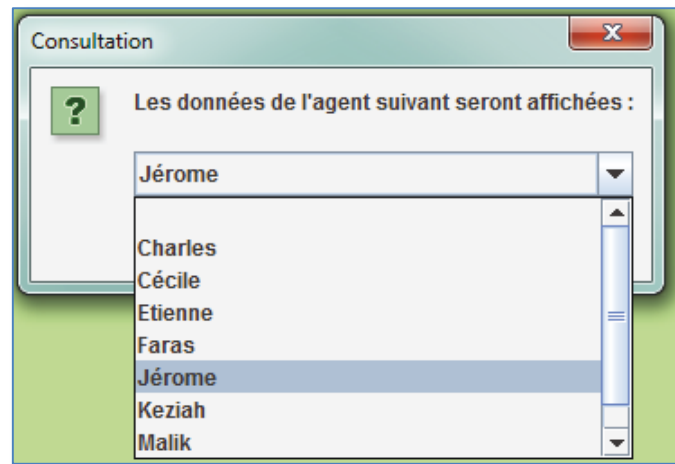 Consultation
Les données de l'agent suivant seront affichées :
Jérome
Charles
Cécile
Etienne
Faras
Jérome
Keziah
Malik